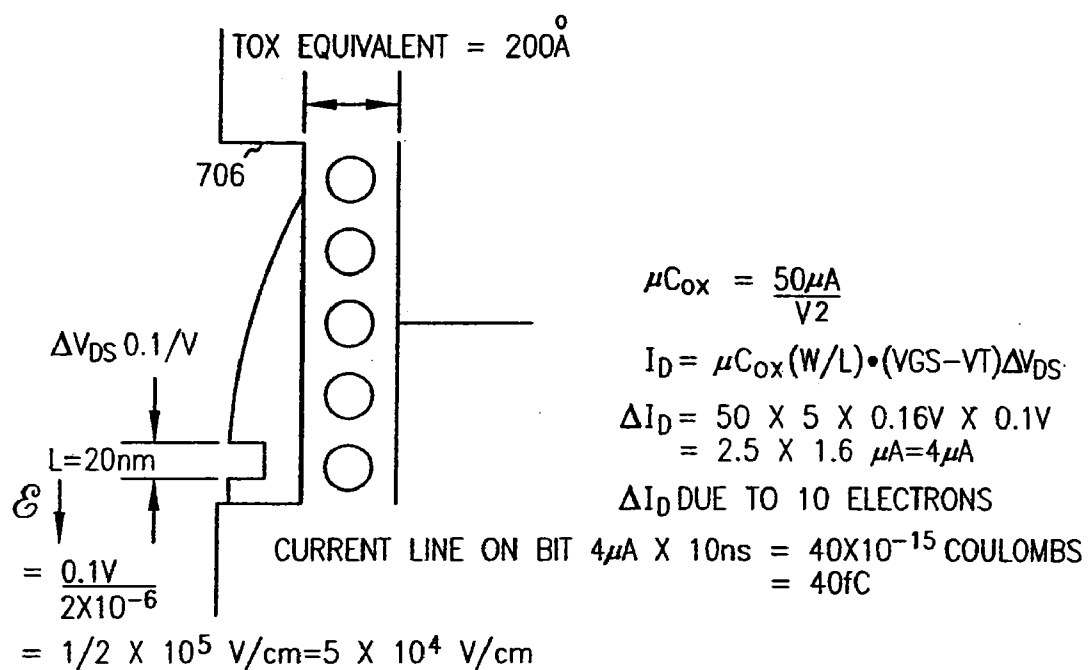 TOX EQUIVALENT = 200Å
706
ΔVDS 0.1/V
L=20nm
ℰ
= 0.1V
2X10⁻⁶
= 1/2 X 10⁵ V/cm=5 X 10⁴ V/cm
μCOX = 50μA
V2
ID = μCOX(W/L)•(VGS−VT)ΔVDS
ΔID = 50 X 5 X 0.16V X 0.1V
= 2.5 X 1.6 μA=4μA
ΔID DUE TO 10 ELECTRONS
CURRENT LINE ON BIT 4μA X 10ns = 40X10⁻¹⁵ COULOMBS
= 40fC